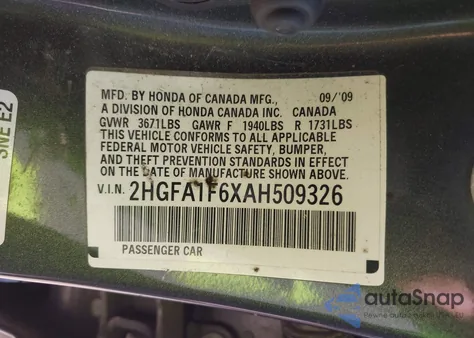 SNE E2
MFD. BY HONDA OF CANADA MFG., 09/'09
A DIVISION OF HONDA CANADA INC. CANADA
GVWR 3671LBS GAWR F 1940LBS R 1731LBS
THIS VEHICLE CONFORMS TO ALL APPLICABLE
FEDERAL MOTOR VEHICLE SAFETY, BUMPER,
AND THEFT PREVENTION STANDARDS IN EFFECT
ON THE DATE OF MANUFACTURE SHOWN ABOVE.
V.I.N. 2HGFA1F6XAH509326
PASSENGER CAR
autoSnap